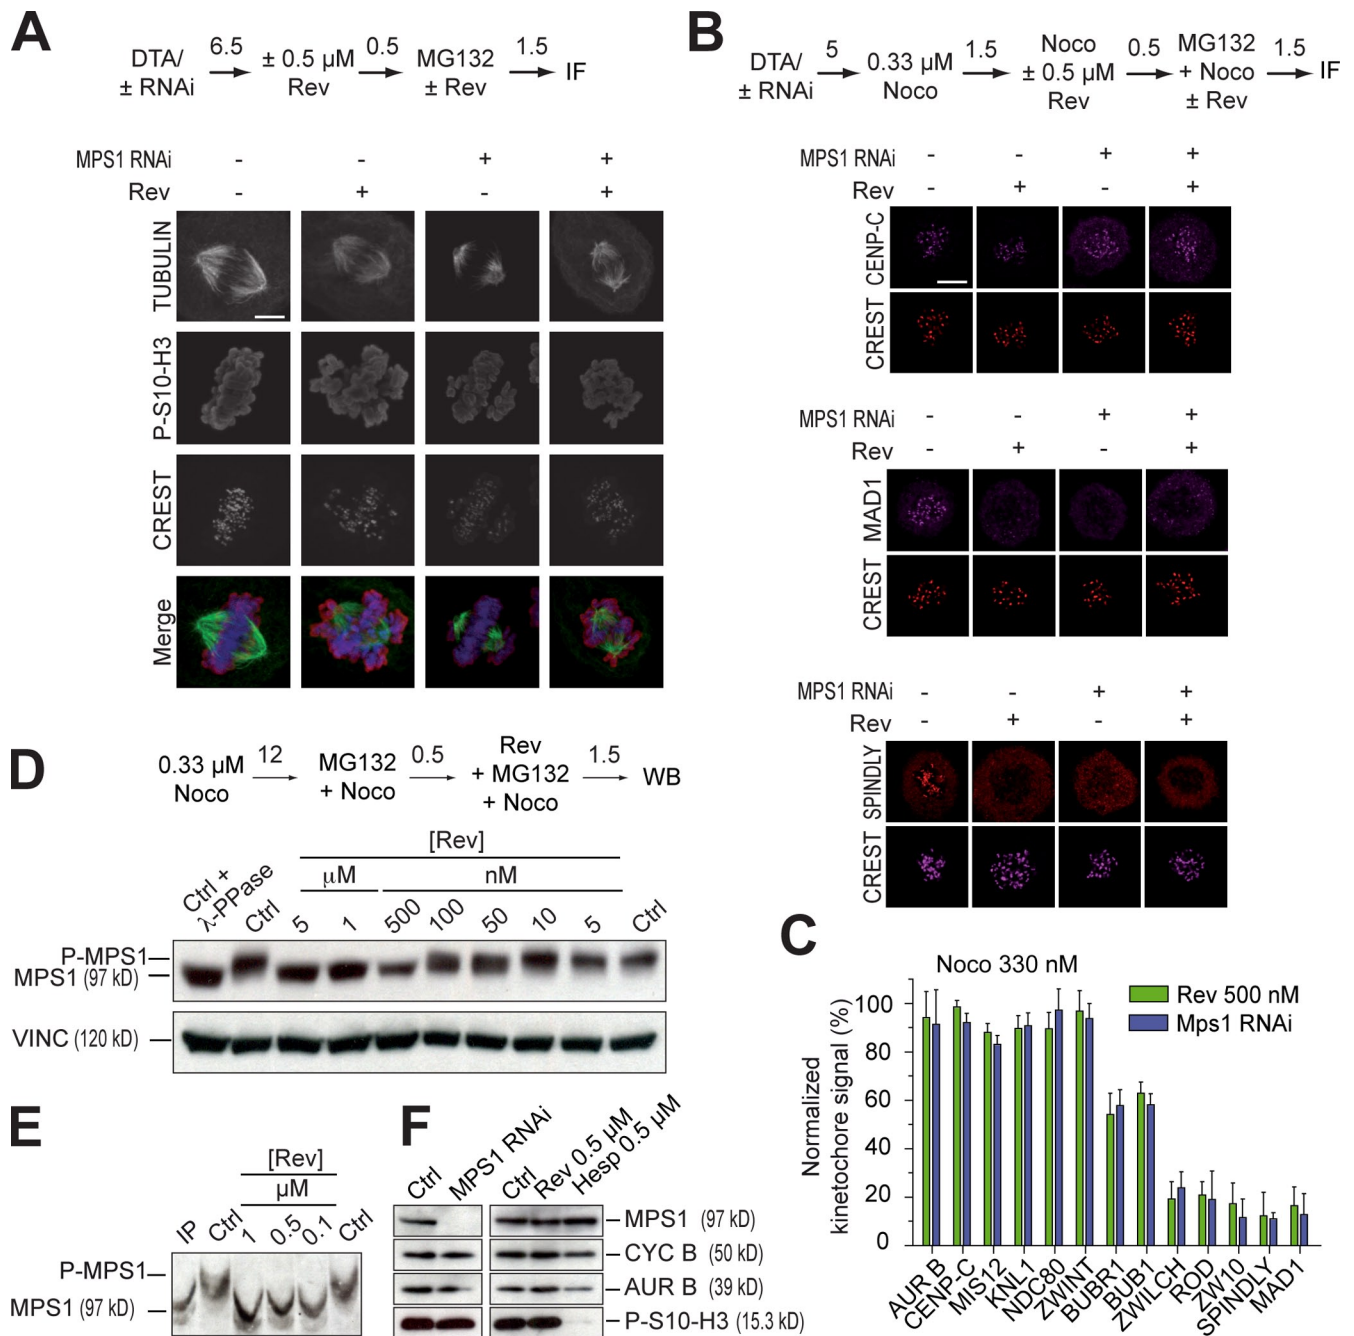 A
DTA/
± RNAi
6.5
± 0.5 µM
Rev
0.5
MG132
± Rev
1.5
IF
MPS1 RNAi - - + +
Rev - + - +
TUBULIN
P-S10-H3
CREST
Merge
B
DTA/
± RNAi
5
0.33 µM
Noco
1.5
Noco
± 0.5 µM
Rev
0.5
MG132
+ Noco
± Rev
1.5
IF
MPS1 RNAi - - + +
Rev - + - +
CENP-C
CREST
MPS1 RNAi - - + +
Rev - + - +
MAD1
CREST
MPS1 RNAi - - + +
Rev - + - +
SPINDLY
CREST
C
Noco 330 nM
Rev 500 nM
Mps1 RNAi
Normalized
kinetochore signal (%)
100
80
60
40
20
0
AUR B
CENP-C
MIS12
KNL1
NDC80
ZWINT
BUBR1
BUB1
ZWILCH
ROD
ZW10
SPINDLY
MAD1
D
0.33 µM
Noco
12
MG132
+ Noco
0.5
Rev
+ MG132
+ Noco
1.5
WB
[Rev]
µM nM
Ctrl +
λ-PPase
Ctrl 5 1 500 100 50 10 5 Ctrl
P-MPS1
MPS1 (97 kD)
VINC (120 kD)
E
[Rev]
µM
IP Ctrl 1 0.5 0.1 Ctrl
P-MPS1
MPS1 (97 kD)
F
Ctrl MPS1 RNAi Ctrl Rev 0.5 µM Hesp 0.5 µM
MPS1 (97 kD)
CYC B (50 kD)
AUR B (39 kD)
P-S10-H3 (15.3 kD)